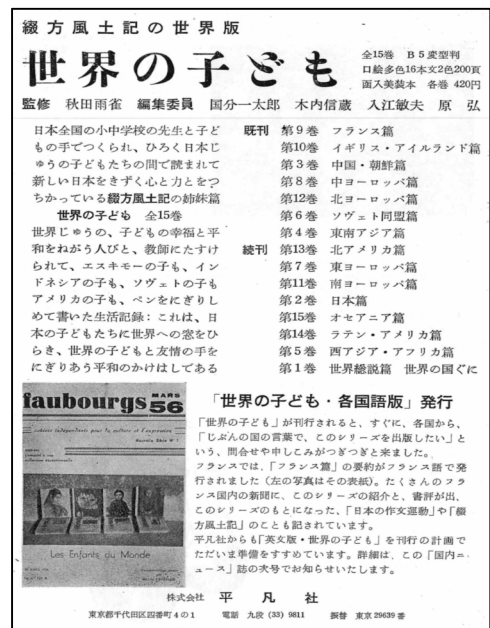 綴方風土記の世界版
世界の子ども
全15巻 B5変型判
口絵多色16本文2色200頁
函入美装本 各巻 420円
監修 秋田雨雀 編集委員 国分一太郎 木内信蔵 入江敏夫 原 弘
日本全国の小中学校の先生と子ど
もの手でつくられ、ひろく日本じ
ゅうの子どもたちの間で読まれて
新しい日本をきずく心と力とをつ
ちかっている綴方風土記の姉妹篇
世界の子ども 全15巻
世界じゅうの、子どもの幸福と平
和をねがう人びと、教師にたすけ
られて、エスキモーの子も、イン
ドネシアの子も、ソヴェトの子も
アメリカの子も、ペンをにぎりし
めて書いた生活記録：これは、日
本の子どもたちに世界への窓をひ
らき、世界の子どもと友情の手を
にぎりあう平和のかけはしである
既刊 第9巻 フランス篇
第10巻 イギリス・アイルランド篇
第3巻 中国・朝鮮篇
第8巻 中ヨーロッパ篇
第12巻 北ヨーロッパ篇
第6巻 ソヴェト同盟篇
第4巻 東南アジア篇
続刊 第13巻 北アメリカ篇
第7巻 東ヨーロッパ篇
第11巻 南ヨーロッパ篇
第2巻 日本篇
第15巻 オセアニア篇
第14巻 ラテン・アメリカ篇
第5巻 西アジア・アフリカ篇
第1巻 世界総説篇 世界の国ぐに
faubourgs MARS
56
cahiers indépendants pour la culture et l'expression
Nouvelle Série N° 1
Les Enfants du Monde
「世界の子ども・各国語版」発行
「世界の子ども」が刊行されると、すぐに、各国から、
「じぶんの国の言葉で、このシリーズを出版したい」と
いう、問合せや申しこみがつぎつぎと来ました。
フランスでは、「フランス篇」の要約がフランス語で発
行されました（左の写真はその表紙）。たくさんのフラ
ンス国内の新聞に、このシリーズの紹介と、書評が出、
このシリーズのもとになった、「日本の作文運動」や「綴
方風土記」のことも記されています。
平凡社からも「英文版・世界の子ども」を刊行の計画で
ただいま準備をすすめています。詳細は、この「国内ニ
ュース」誌の次号でお知らせいたします。
株式会社 平凡社
東京都千代田区四番町4の1 電話 九段（33）9811 振替 東京 29639番